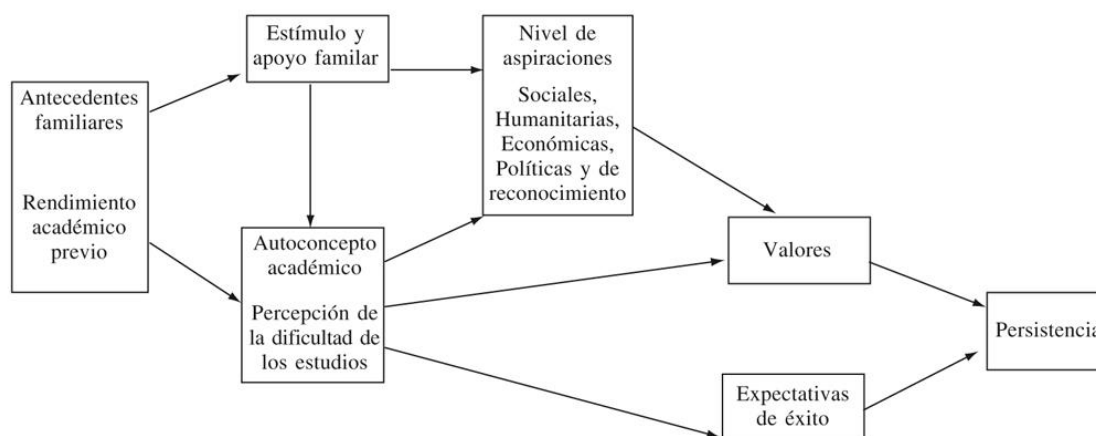 Antecedentes
familiares
Rendimiento
académico
previo
Estímulo y
apoyo familar
Autoconcepto
académico
Percepción de
la dificultad de
los estudios
Nivel de
aspiraciones
Sociales,
Humanitarias,
Económicas,
Políticas y de
reconocimiento
Valores
Expectativas
de éxito
Persistencia